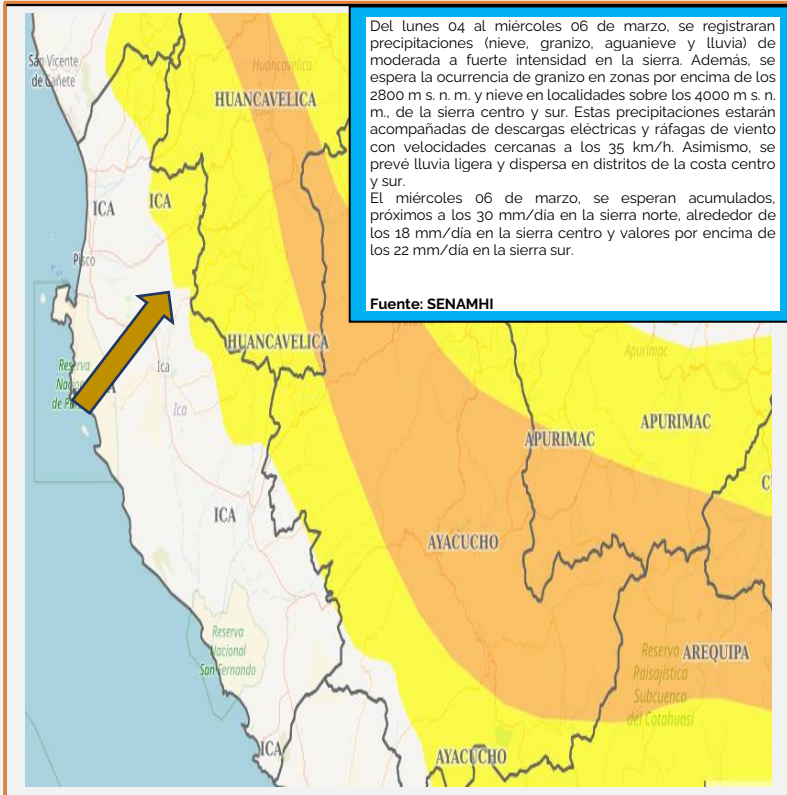 Del lunes 04 al miércoles 06 de marzo, se registraran
precipitaciones (nieve, granizo, aguanieve y lluvia) de
moderada a fuerte intensidad en la sierra. Además, se
espera la ocurrencia de granizo en zonas por encima de los
2800 m s. n. m. y nieve en localidades sobre los 4000 m s. n.
m., de la sierra centro y sur. Estas precipitaciones estarán
acompañadas de descargas eléctricas y ráfagas de viento
con velocidades cercanas a los 35 km/h. Asimismo, se
prevé lluvia ligera y dispersa en distritos de la costa centro
y sur.
El miércoles 06 de marzo, se esperan acumulados,
próximos a los 30 mm/día en la sierra norte, alrededor de
los 18 mm/día en la sierra centro y valores por encima de
los 22 mm/día en la sierra sur.
Fuente: SENAMHI
San Vicente
de Cañete
Huancavelica
HUANCAVELICA
ICA
ICA
Pisco
HUANCAVELICA
Reserva
Ica
Ica
Apurimac
APURIMAC
APURIMAC
ICA
AYACUCHO
Reserva
Nacional
San Fernando
Reserva
Paisajística
Subcuenca
del Cotahuasi
AREQUIPA
ICA
AYACUCHO